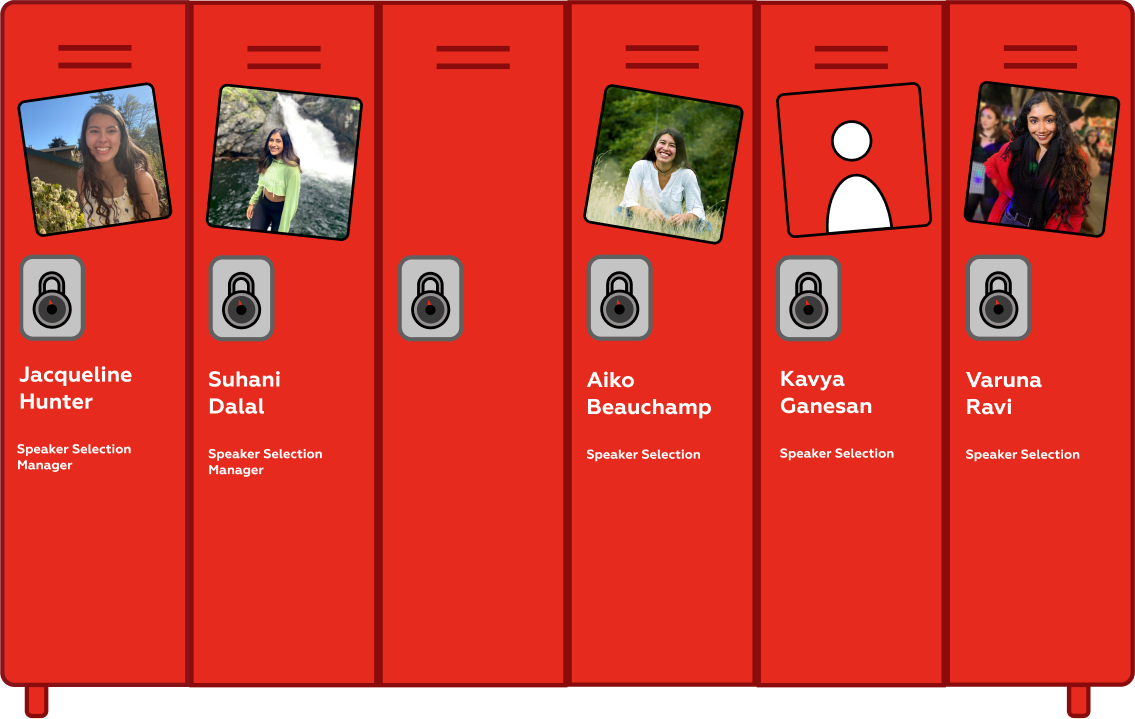 Jacqueline
Hunter
Speaker Selection
Manager
Suhani
Dalal
Speaker Selection
Manager
Aiko
Beauchamp
Speaker Selection
Kavya
Ganesan
Speaker Selection
Varuna
Ravi
Speaker Selection